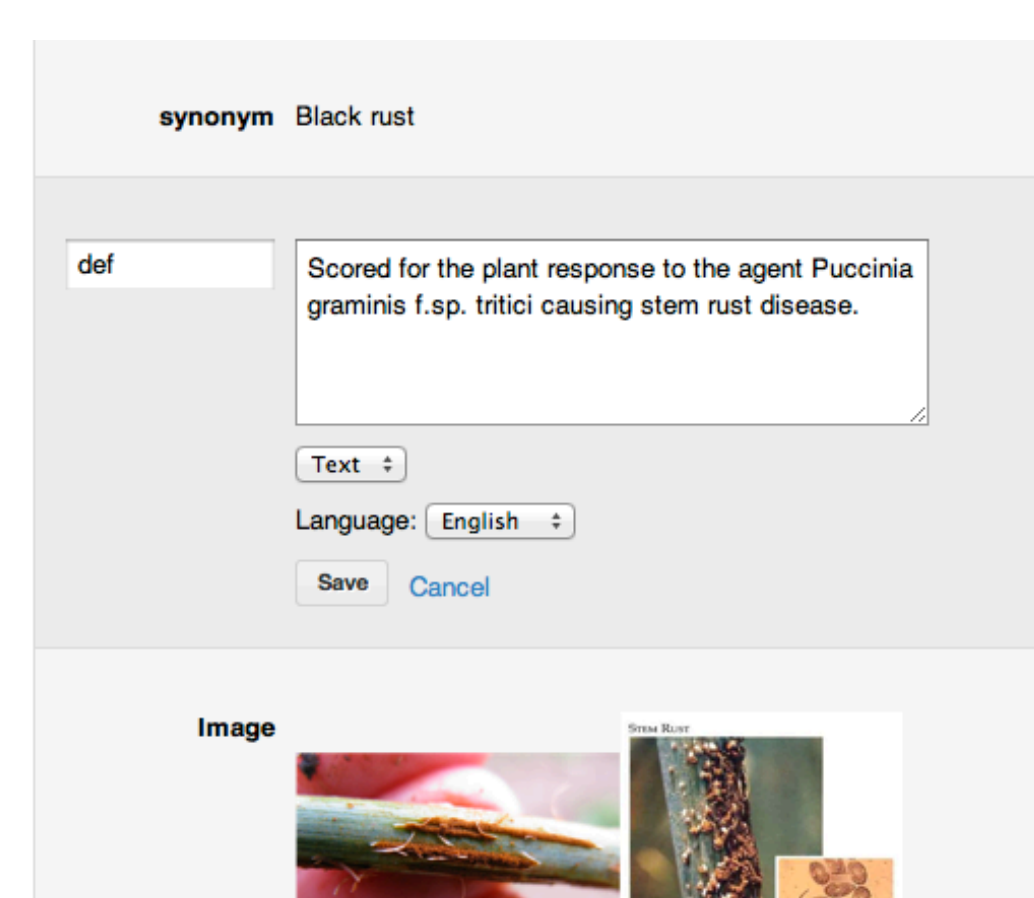 synonym Black rust
def
Scored for the plant response to the agent Puccinia
graminis f.sp. tritici causing stem rust disease.
Text
Language: English
Save Cancel
Image
STEM RUST